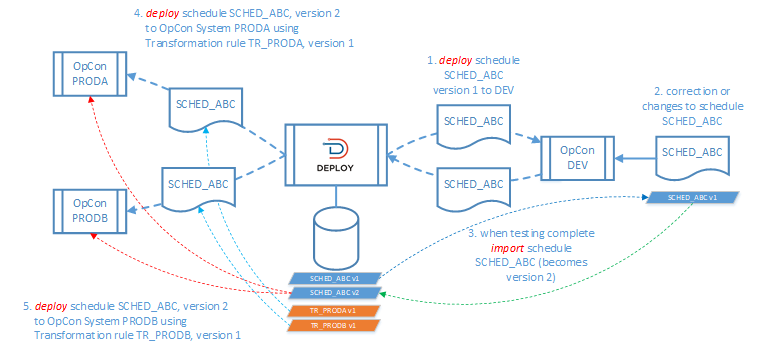 4. deploy schedule SCHED_ABC, version 2
to OpCon System PRODA using
Transformation rule TR_PRODA, version 1
1. deploy schedule
SCHED_ABC
version 1 to DEV
2. correction or
changes to schedule
SCHED_ABC
OpCon
PRODA
SCHED_ABC
SCHED_ABC
DEPLOY
OpCon
DEV
SCHED_ABC
SCHED_ABC
SCHED_ABC
OpCon
PRODB
SCHED_ABC v1
3. when testing complete
import schedule
SCHED_ABC (becomes
version 2)
SCHED_ABC v1
SCHED_ABC v2
TR_PRODA v1
TR_PRODB v1
5. deploy schedule SCHED_ABC, version 2
to OpCon System PRODB using
Transformation rule TR_PRODB, version 1